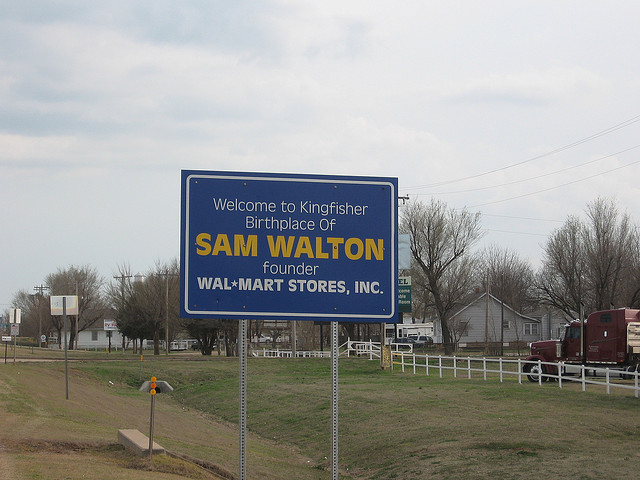 Welcome to Kingfisher
Birthplace Of
SAM WALTON
founder
WAL★MART STORES, INC.